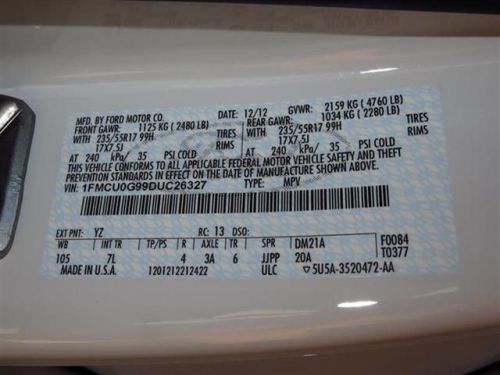 MFD. BY FORD MOTOR CO. 12/12 GVWR: 2159 KG (4760 LB)
FRONT GAWR: 1125 KG (2480 LB) REAR GAWR: 1034 KG (2280 LB)
WITH 235/55R17 99H TIRES WITH 235/55R17 99H TIRES
17X7.5J RIMS 17X7.5J RIMS
AT 240 kPa/ 35 PSI COLD AT 240 kPa/ 35 PSI COLD
THIS VEHICLE CONFORMS TO ALL APPLICABLE FEDERAL MOTOR VEHICLE SAFETY
AND THEFT PREVENTION STANDARDS IN EFFECT ON THE DATE OF MANUFACTURE SHOWN ABOVE.
VIN: 1FMCU0G99DUC26327 TYPE: MPV
EXT PNT: YZ RC: 13 DSO:
WB INT TR TP/PS R AXLE TR SPR DM21A F0084
105 7L 4 3A 6 JJPP 20A T0377
MADE IN U.S.A. 1201212212422 ULC 5U5A-3520472-AA